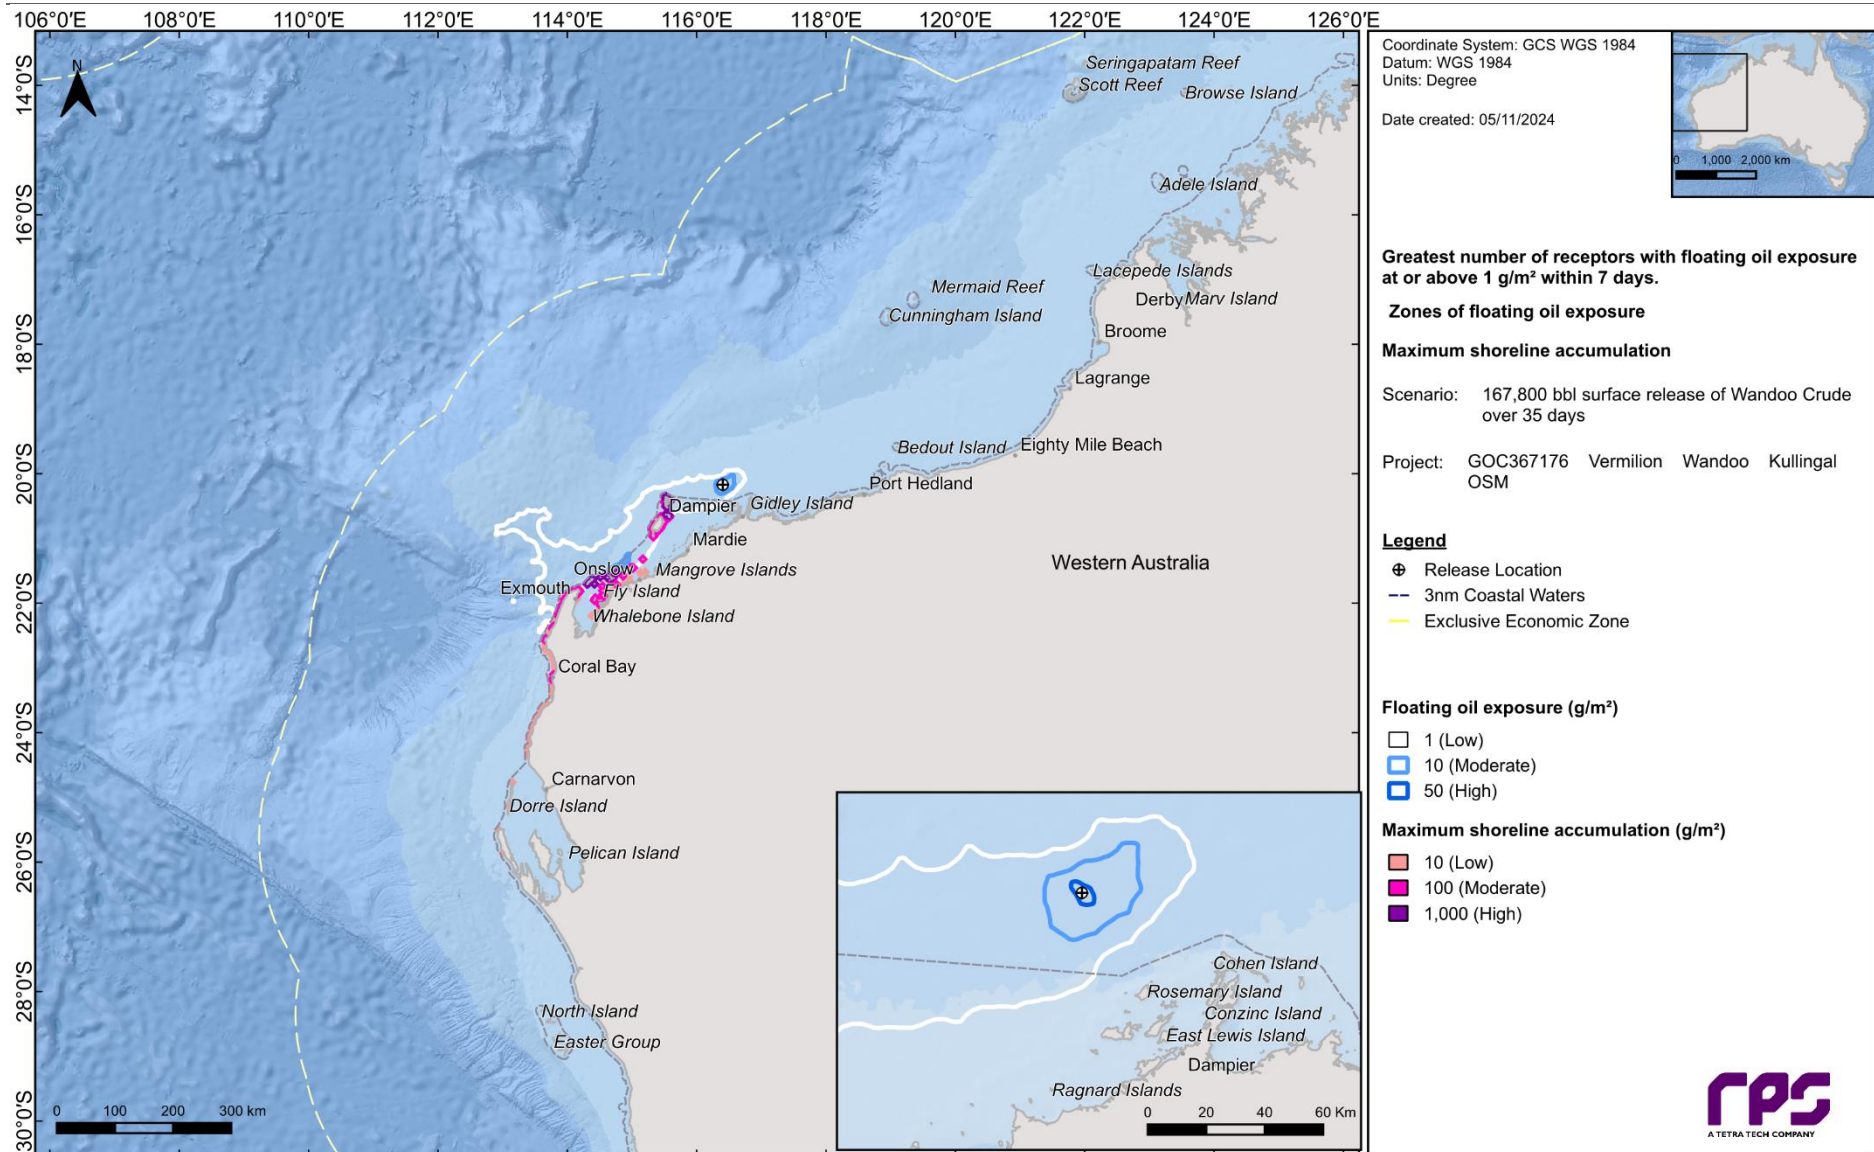 106°0'E 108°0'E 110°0'E 112°0'E 114°0'E 116°0'E 118°0'E 120°0'E 122°0'E 124°0'E 126°0'E
14°0'S
16°0'S
18°0'S
20°0'S
22°0'S
24°0'S
26°0'S
28°0'S
30°0'S
N
Seringapatam Reef
Scott Reef
Browse Island
Adele Island
Lacepede Islands
Mermaid Reef
Derby Marv Island
Cunningham Island
Broome
Lagrange
Bedout Island
Eighty Mile Beach
Port Hedland
Dampier
Gidley Island
Mardie
Western Australia
Onslow
Mangrove Islands
Exmouth
Fly Island
Whalebone Island
Coral Bay
Carnarvon
Dorre Island
Pelican Island
North Island
Easter Group
0 100 200 300 km
Cohen Island
Rosemary Island
Conzinc Island
East Lewis Island
Dampier
Ragnard Islands
0 20 40 60 Km
Coordinate System: GCS WGS 1984
Datum: WGS 1984
Units: Degree
Date created: 05/11/2024
0 1,000 2,000 km
Greatest number of receptors with floating oil exposure
at or above 1 g/m² within 7 days.
Zones of floating oil exposure
Maximum shoreline accumulation
Scenario: 167,800 bbl surface release of Wandoo Crude
over 35 days
Project: GOC367176 Vermilion Wandoo Kullingal
OSM
Legend
Release Location
3nm Coastal Waters
Exclusive Economic Zone
Floating oil exposure (g/m²)
1 (Low)
10 (Moderate)
50 (High)
Maximum shoreline accumulation (g/m²)
10 (Low)
100 (Moderate)
1,000 (High)
rps
A TETRA TECH COMPANY